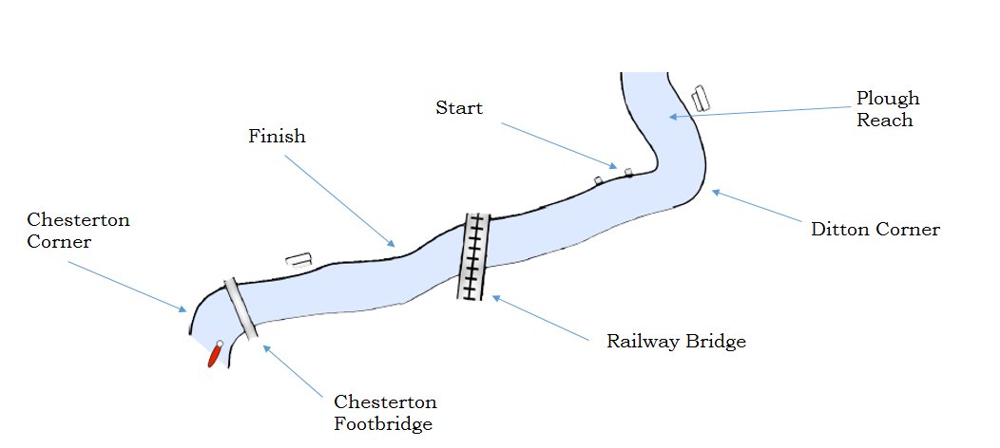 Plough
Reach
Start
Finish
Chesterton
Corner
Ditton Corner
Railway Bridge
Chesterton
Footbridge